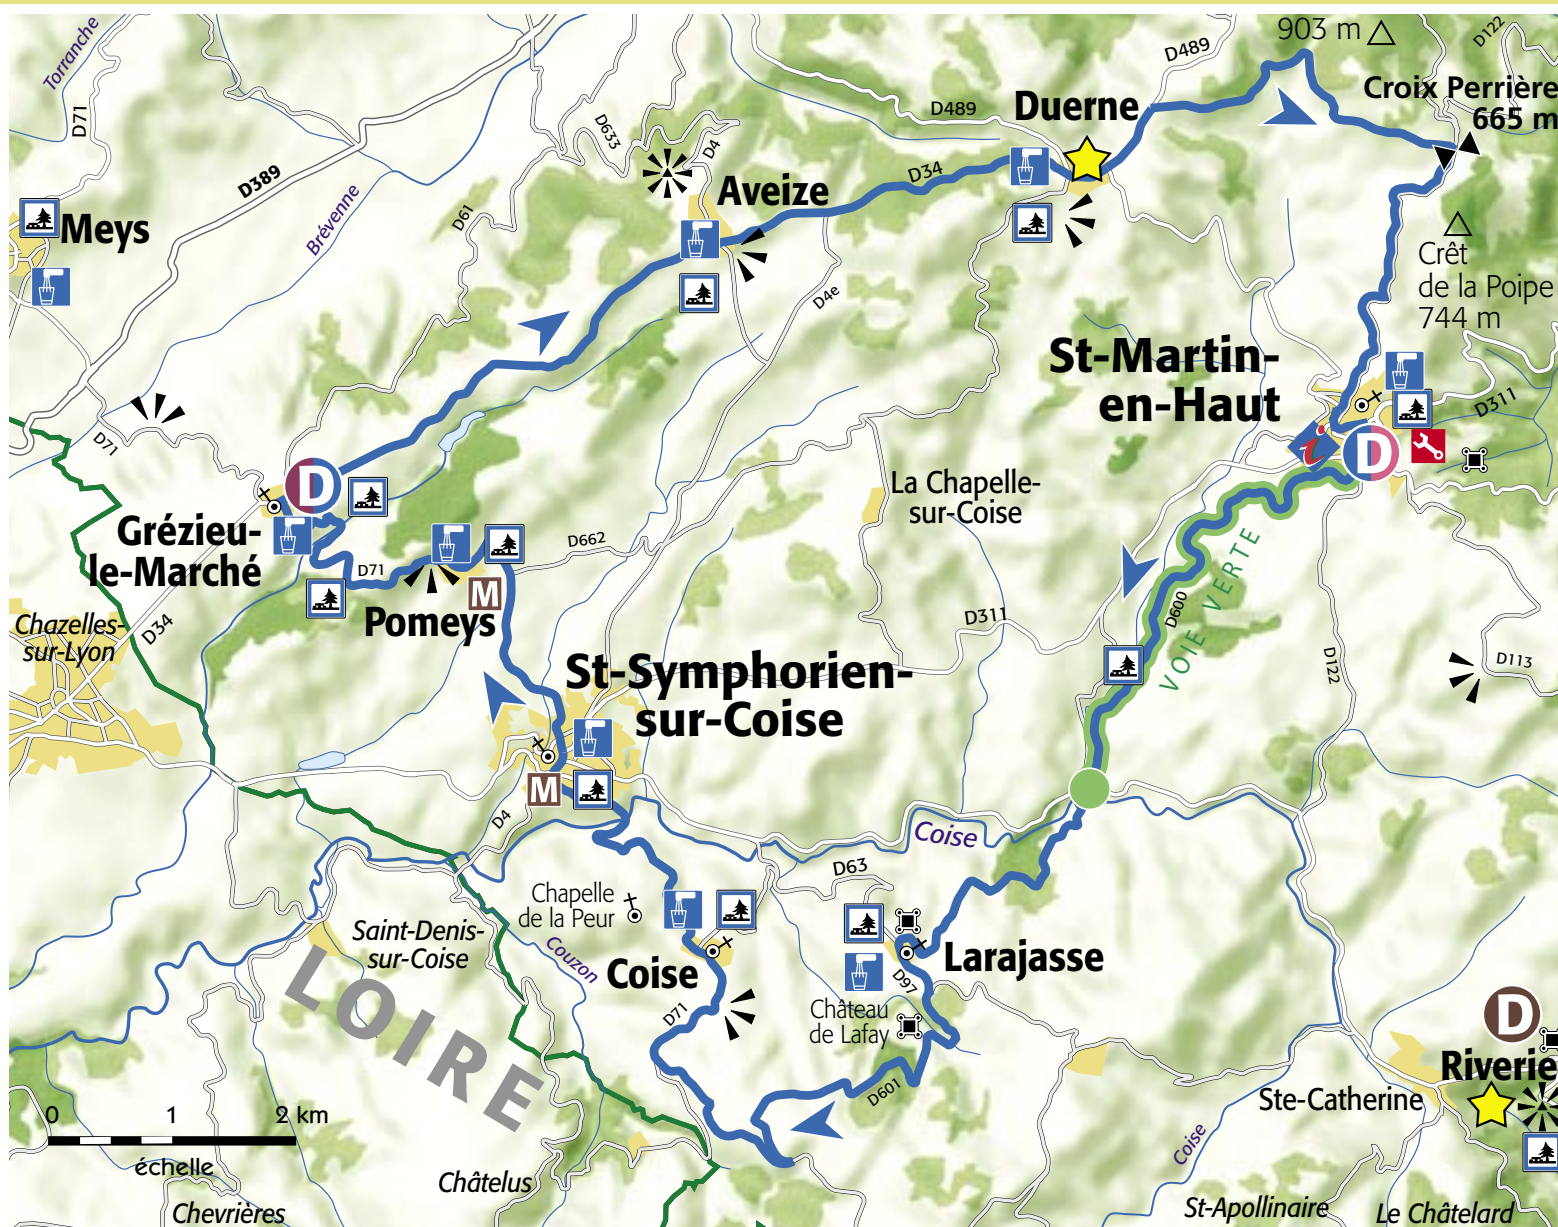 903 m
D489
D122
Torranche
Croix Perrière
665 m
D71
D633
D4
D489
Duerne
D389
D34
Aveize
Meys
Brévenne
D61
Crêt
de la Poipe
744 m
D4e
St-Martin-
en-Haut
D311
i
D
D71
D
La Chapelle-
sur-Coise
Grézieu-
le-Marché
D662
D71
M
Pomeys
VOIE VERTE
D600
D311
Chazelles-
sur-Lyon
D34
D122
D113
St-Symphorien-
sur-Coise
M
D4
Coise
D63
Chapelle
de la Peur
Saint-Denis-
sur-Coise
Couzon
Coise
Larajasse
D97
LOIRE
D71
Château
de Lafay
D
Riverie
D601
Ste-Catherine
0 1 2 km
échelle
Coise
Châtelus
Chevrières
St-Apollinaire
Le Châtelard